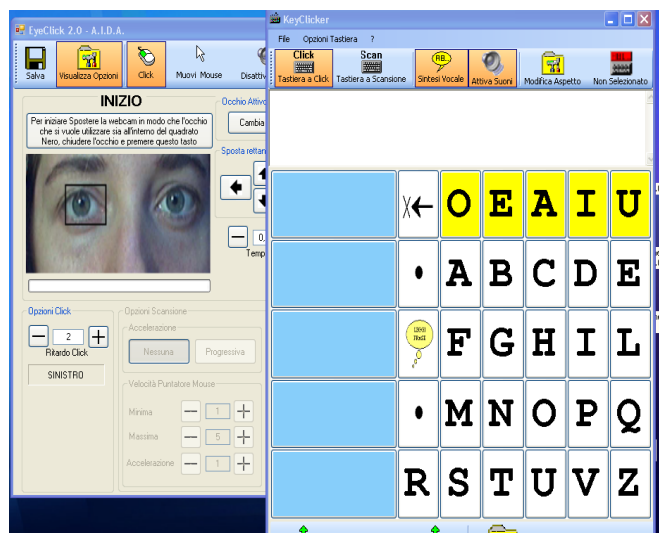 EyeClick 2.0 - A.I.D.A.
Salva
Visualizza Opzioni
Click
Muovi Mouse
INIZIO
Per iniziare Spostere la webcam in modo che l'occhio
che si vuole utilizzare sia all'interno del quadrato
Nero, chiudere l'occhio e premere questo tasto
Occhio Attivo
Cambia
Sposta rettan
0,
Temp
Opzioni Click
2
Ritardo Click
SINISTRO
Opzioni Scansione
Accelerazione
Nessuna
Progressiva
Velocità Puntatore Mouse
Minima
1
Massima
5
Accelerazione
1
KeyClicker
File
Opzioni Tastiera
?
Click
Tastiera a Click
Scan
Tastiera a Scansione
Sintesi Vocale
Attiva Suoni
Modifica Aspetto
Non Selezionato
O E A I U
A B C D E
F G H I L
M N O P Q
R S T U V Z